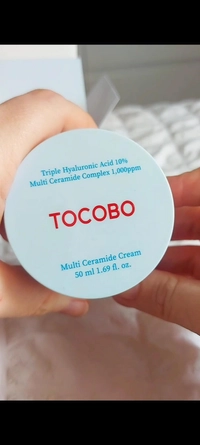 Triple Hyaluronic Acid 10%
Multi Ceramide Complex 1,000ppm
TOCOBO
Multi Ceramide Cream
50 ml 1.69 fl. oz.